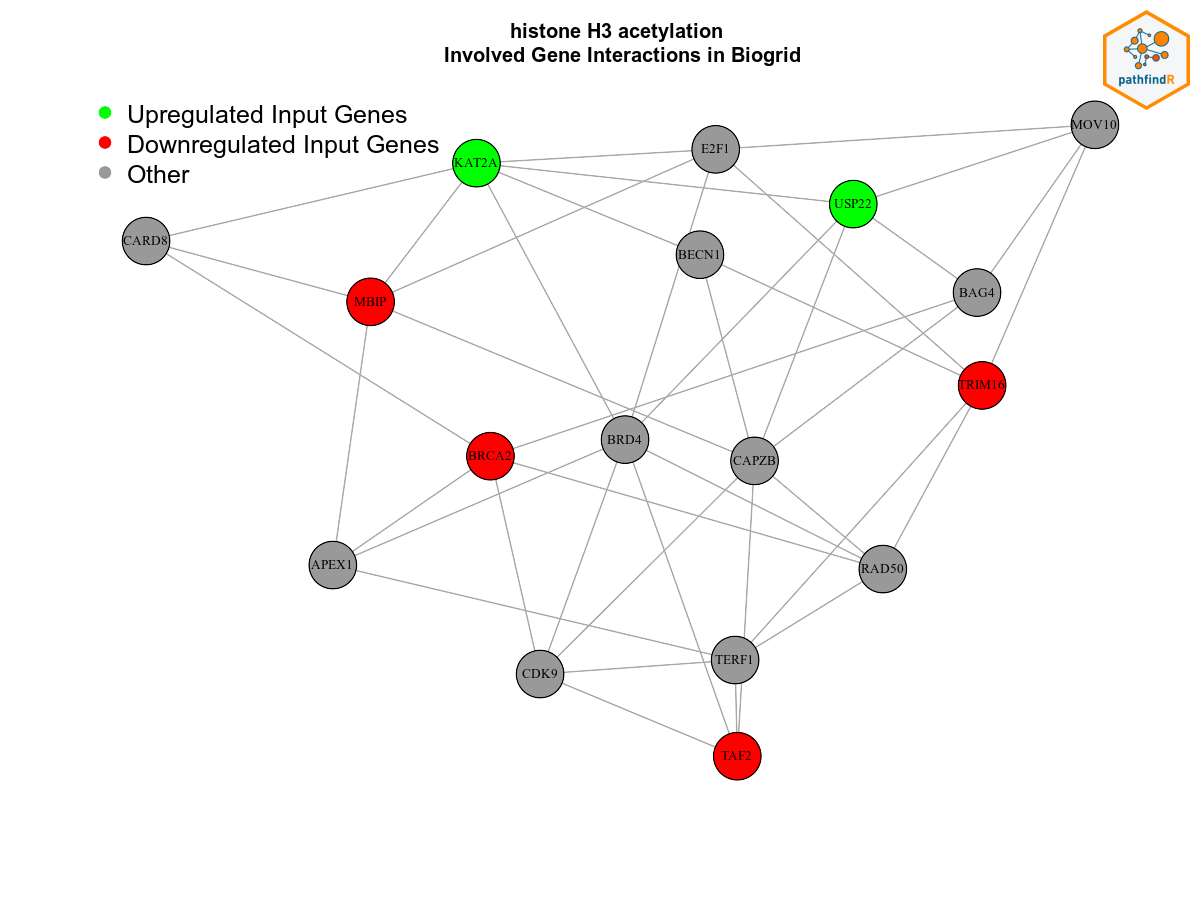 histone H3 acetylation
Involved Gene Interactions in Biogrid
pathfindR
Upregulated Input Genes
Downregulated Input Genes
Other
MOV10
E2F1
KAT2A
USP22
CARD8
BECN1
BAG4
MBIP
TRIM16
BRD4
BRCA2
CAPZB
APEX1
RAD50
TERF1
CDK9
TAF2